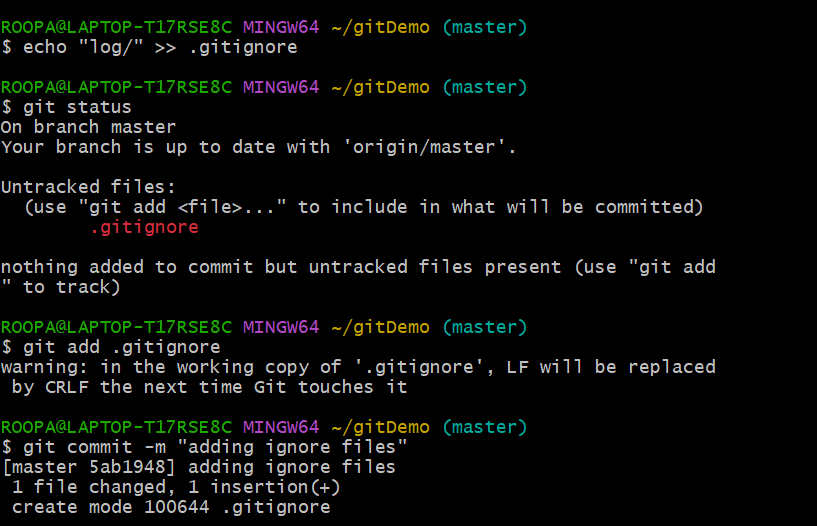 ROOPA@LAPTOP-T17RSE8C MINGW64 ~/gitDemo (master)
$ echo "log/" >> .gitignore
ROOPA@LAPTOP-T17RSE8C MINGW64 ~/gitDemo (master)
$ git status
On branch master
Your branch is up to date with 'origin/master'.
Untracked files:
  (use "git add <file>..." to include in what will be committed)
        .gitignore
nothing added to commit but untracked files present (use "git add
" to track)
ROOPA@LAPTOP-T17RSE8C MINGW64 ~/gitDemo (master)
$ git add .gitignore
warning: in the working copy of '.gitignore', LF will be replaced
 by CRLF the next time Git touches it
ROOPA@LAPTOP-T17RSE8C MINGW64 ~/gitDemo (master)
$ git commit -m "adding ignore files"
[master 5ab1948] adding ignore files
 1 file changed, 1 insertion(+)
 create mode 100644 .gitignore